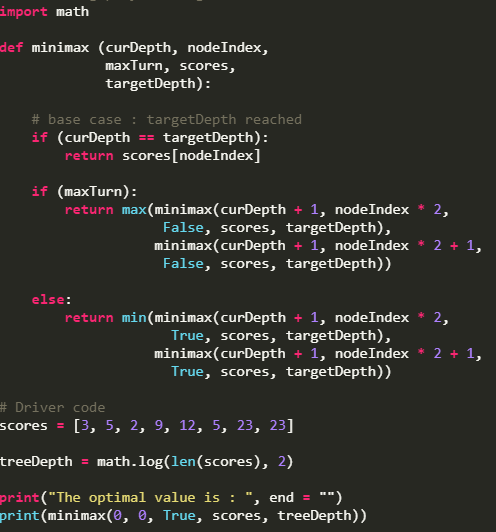 import math
def minimax (curDepth, nodeIndex,
maxTurn, scores,
targetDepth):
# base case : targetDepth reached
if (curDepth == targetDepth):
return scores[nodeIndex]
if (maxTurn):
return max(minimax(curDepth + 1, nodeIndex * 2,
False, scores, targetDepth),
minimax(curDepth + 1, nodeIndex * 2 + 1,
False, scores, targetDepth))
else:
return min(minimax(curDepth + 1, nodeIndex * 2,
True, scores, targetDepth),
minimax(curDepth + 1, nodeIndex * 2 + 1,
True, scores, targetDepth))
# Driver code
scores = [3, 5, 2, 9, 12, 5, 23, 23]
treeDepth = math.log(len(scores), 2)
print("The optimal value is : ", end = "")
print(minimax(0, 0, True, scores, treeDepth))